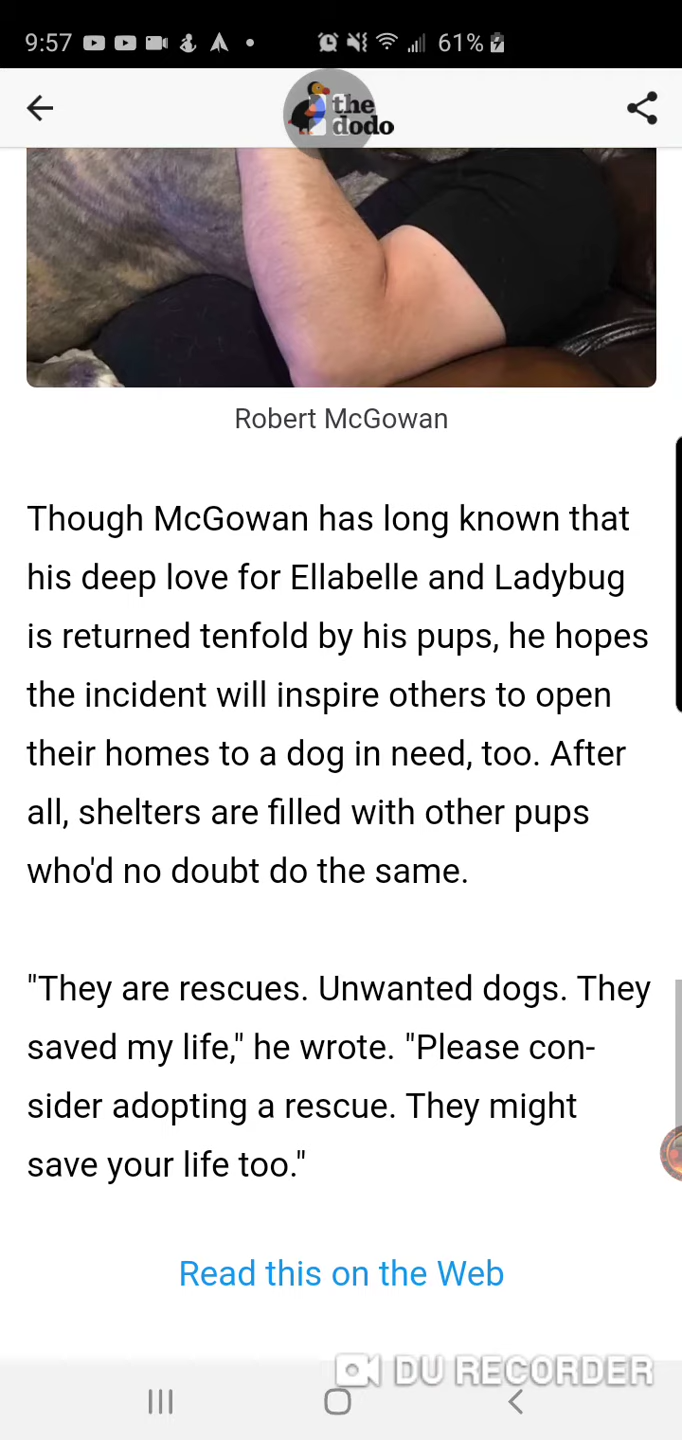 9:57 61%
the
dodo
Robert McGowan
Though McGowan has long known that
his deep love for Ellabelle and Ladybug
is returned tenfold by his pups, he hopes
the incident will inspire others to open
their homes to a dog in need, too. After
all, shelters are filled with other pups
who'd no doubt do the same.
"They are rescues. Unwanted dogs. They
saved my life," he wrote. "Please con-
sider adopting a rescue. They might
save your life too."
Read this on the Web
DU RECORDER